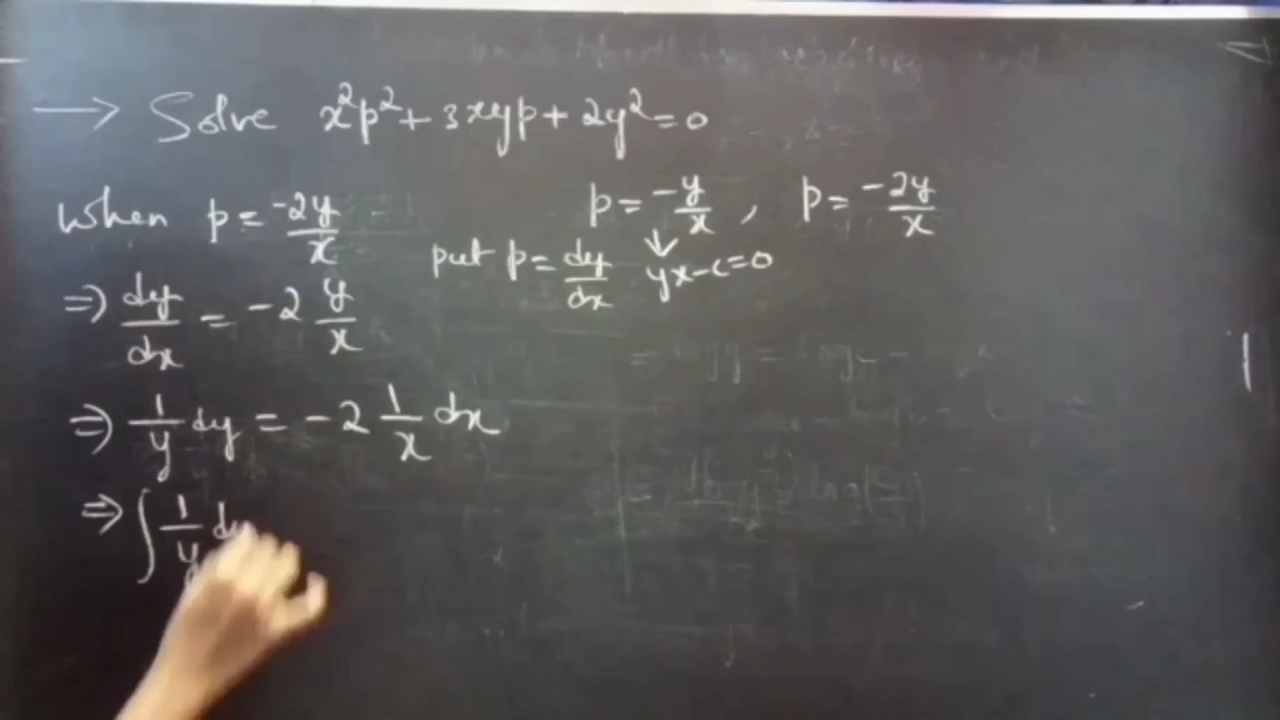 → Solve x²p² + 3xyp + 2y² = 0
p = -y/x , p = -2y/x
When p = -2y/x
put p = dy/dx
↓
yx - c = 0
⇒ dy/dx = -2 y/x
⇒ 1/y dy = -2 1/x dx
⇒ ∫ 1/y dy